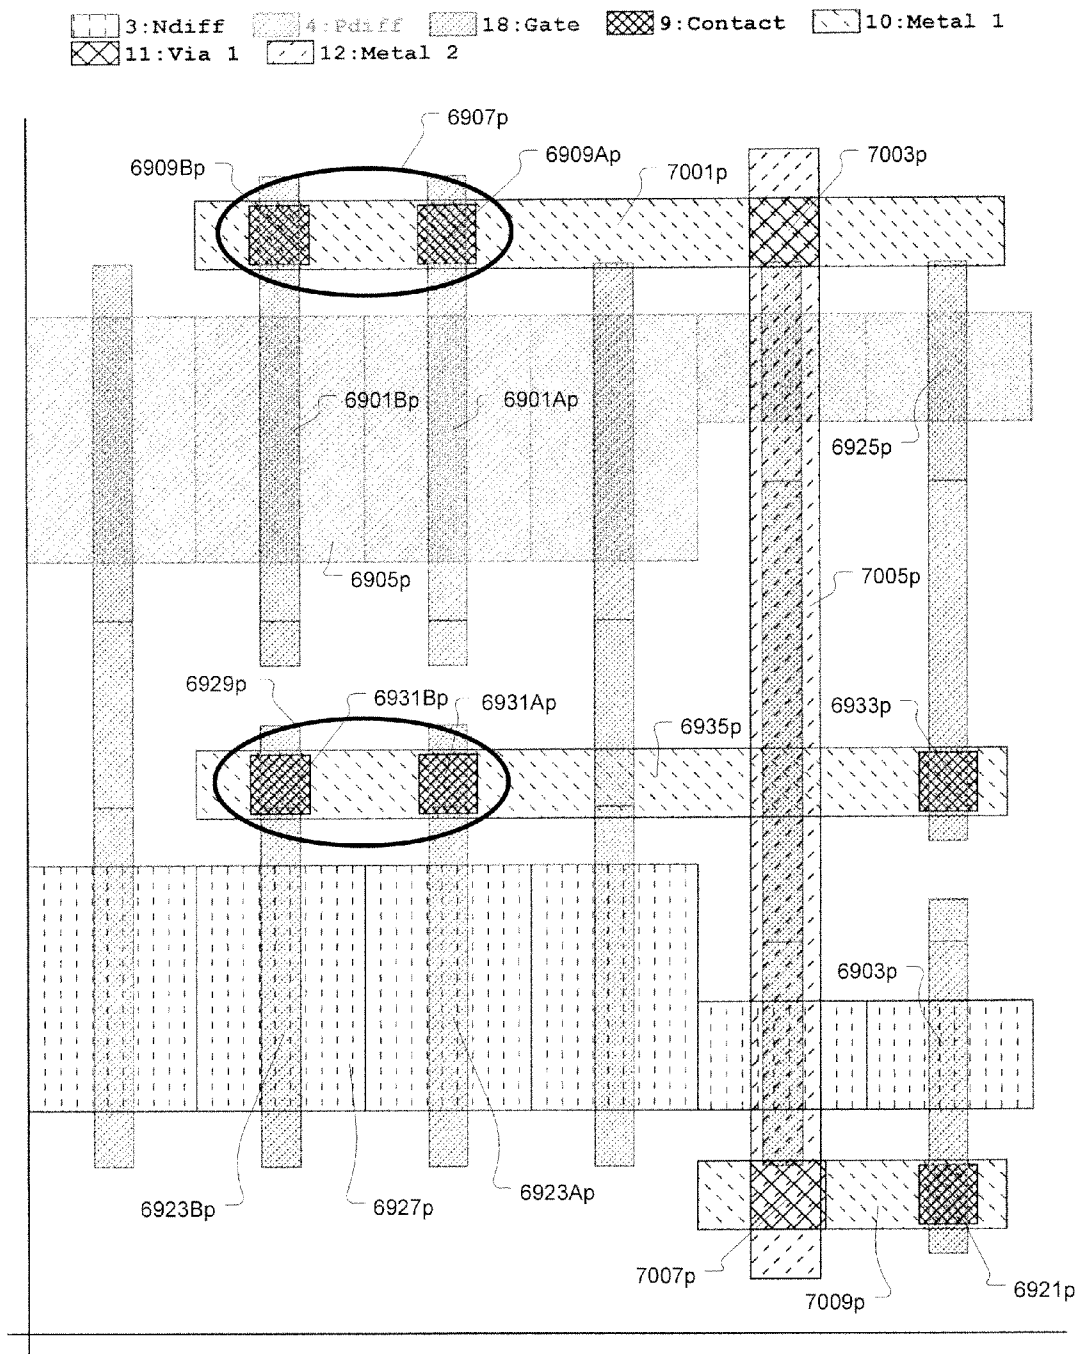 3:Ndiff 4:Pdiff 18:Gate 9:Contact 10:Metal 1
11:Via 1 12:Metal 2
6907p
6909Bp
6909Ap
7001p
7003p
6901Bp
6901Ap
6925p
6905p
7005p
6929p
6931Bp
6931Ap
6935p
6933p
6903p
6923Bp
6927p
6923Ap
7007p
7009p
6921p